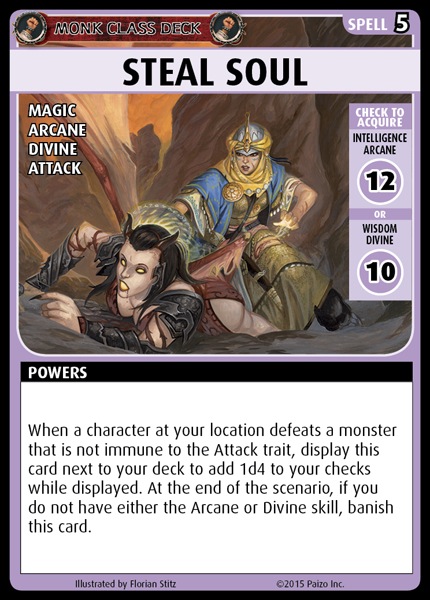 MONK CLASS DECK
SPELL 5
STEAL SOUL
MAGIC
ARCANE
DIVINE
ATTACK
CHECK TO
ACQUIRE
INTELLIGENCE
ARCANE
12
OR
WISDOM
DIVINE
10
POWERS
When a character at your location defeats a monster
that is not immune to the Attack trait, display this
card next to your deck to add 1d4 to your checks
while displayed. At the end of the scenario, if you
do not have either the Arcane or Divine skill, banish
this card.
Illustrated by Florian Stitz
©2015 Paizo Inc.